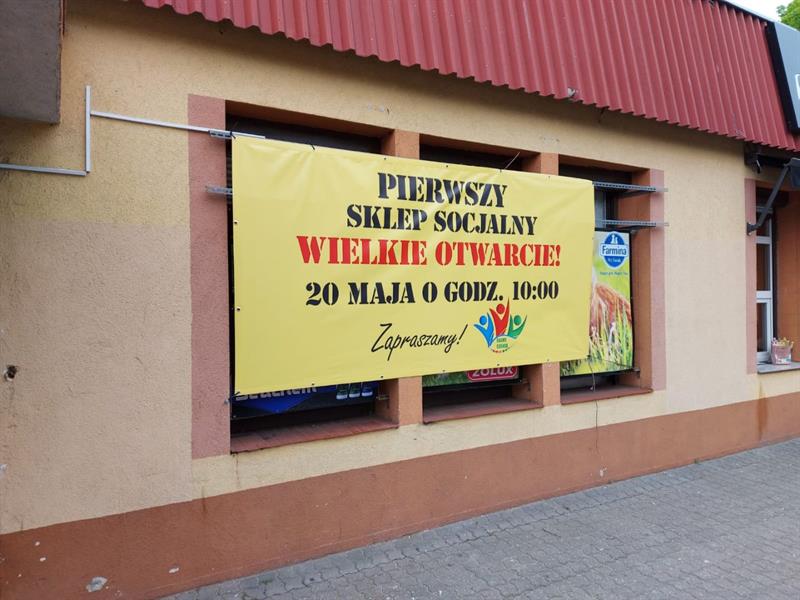 PIERWSZY
SKLEP SOCJALNY
WIELKIE OTWARCIE!
20 MAJA O GODZ. 10:00
Zapraszamy!
Farmina
ZOLUX